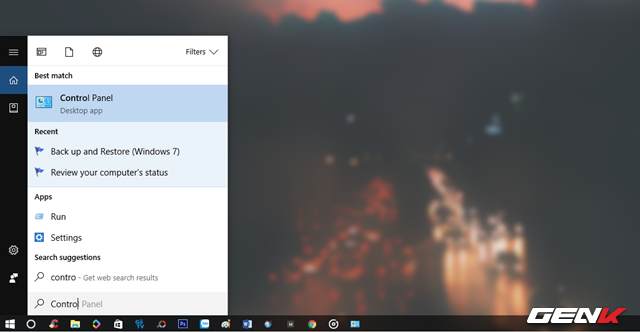 Filters
Best match
Control Panel
Desktop app
Recent
Back up and Restore (Windows 7)
Review your computer's status
Apps
Run
Settings
Search suggestions
contro - Get web search results
Control Panel
GENK